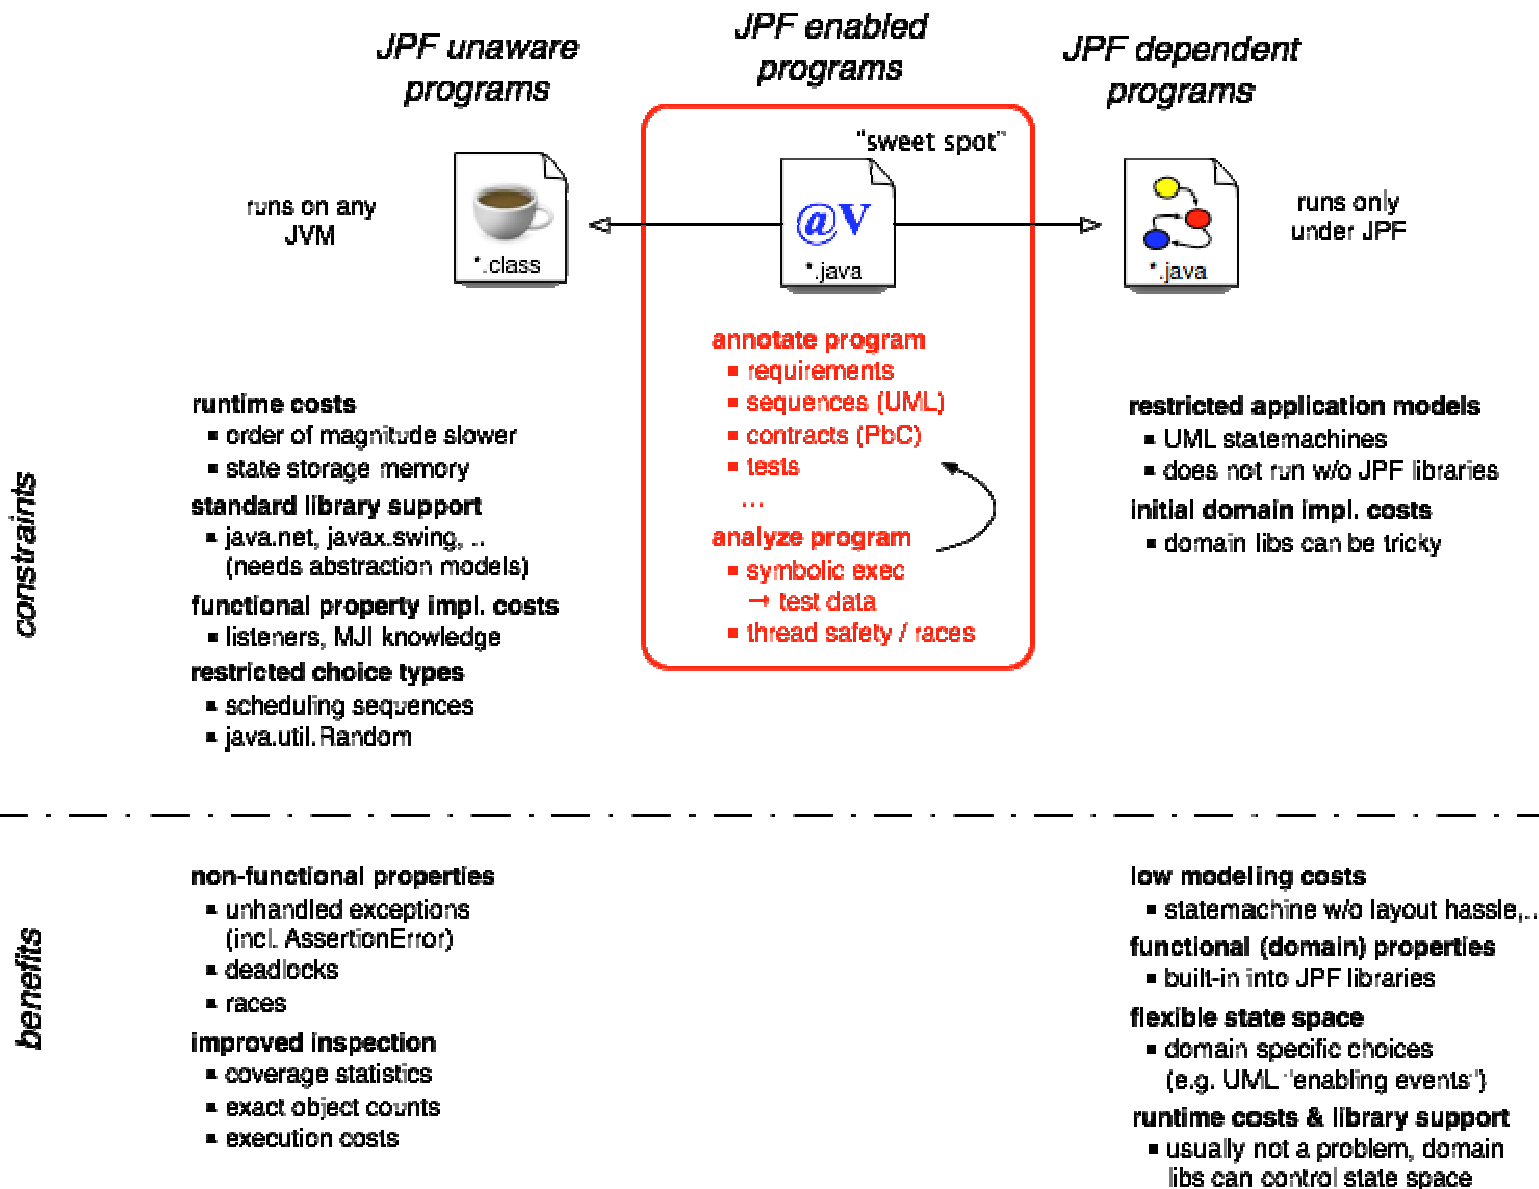 JPF unaware
programs
JPF enabled
programs
JPF dependent
programs
"sweet spot"
runs on any
JVM
*.class
@V
*.java
*.java
runs only
under JPF
constraints
runtime costs
▪ order of magnitude slower
▪ state storage memory
standard library support
▪ java.net, javax.swing, ..
(needs abstraction models)
functional property impl. costs
▪ listeners, MJI knowledge
restricted choice types
▪ scheduling sequences
▪ java.util.Random
annotate program
▪ requirements
▪ sequences (UML)
▪ contracts (PbC)
▪ tests
...
analyze program
▪ symbolic exec
→ test data
▪ thread safety / races
restricted application models
▪ UML statemachines
▪ does not run w/o JPF libraries
initial domain impl. costs
▪ domain libs can be tricky
benefits
non-functional properties
▪ unhandled exceptions
(incl. AssertionError)
▪ deadlocks
▪ races
improved inspection
▪ coverage statistics
▪ exact object counts
▪ execution costs
low modeling costs
▪ statemachine w/o layout hassle,..
functional (domain) properties
▪ built-in into JPF libraries
flexible state space
▪ domain specific choices
(e.g. UML "enabling events")
runtime costs & library support
▪ usually not a problem, domain
libs can control state space